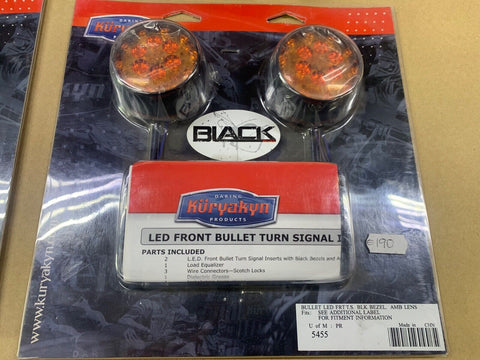 DARING
Küryakyn
BLACK
DARING
Küryakyn
PRODUCTS
LED FRONT BULLET TURN SIGNAL I
PARTS INCLUDED
2 L.E.D. Front Bullet Turn Signal Inserts with Black Bezels and A
1 Load Equalizer
3 Wire Connectors—Scotch Locks
1 Dielectric Grease
190
www.kuryakyn
BULLET LED FRT T.S. BLK BEZEL. AMB LENS
Fits: SEE ADDITIONAL LABEL
FOR FITMENT INFORMATION
U of M : PR Made in CHN
5455